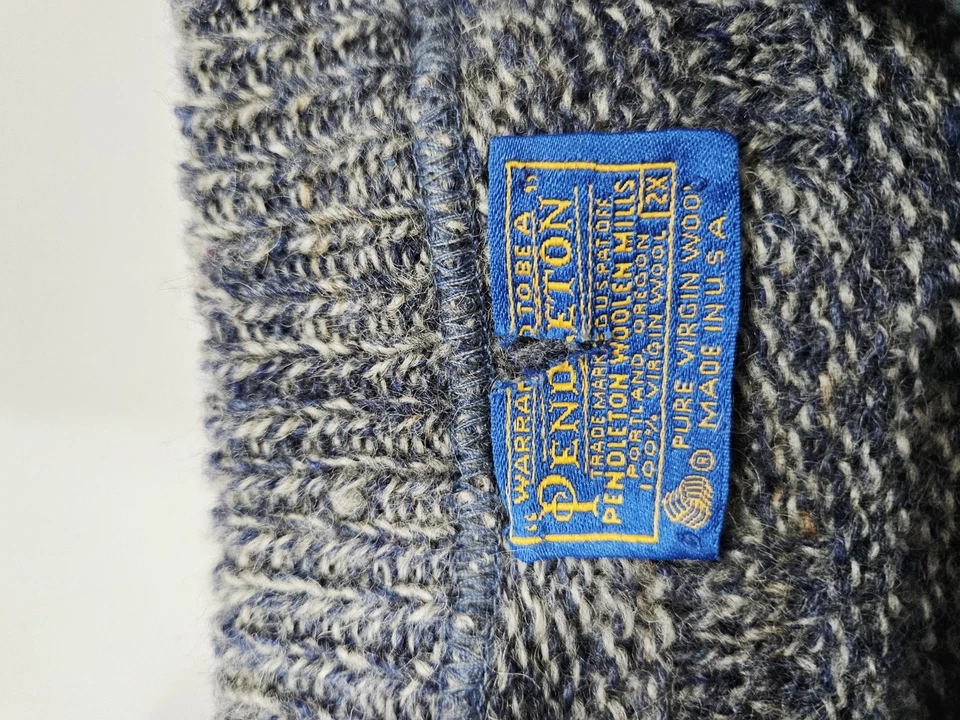 "WARRAN D TO BE A"
PENDLETON
TRADE MARK REG. U.S. PAT. OFF.
PENDLETON WOOLEN MILLS
PORTLAND, OREGON
100% VIRGIN WOOL 2X
® PURE VIRGIN WOOL
MADE IN U.S.A.